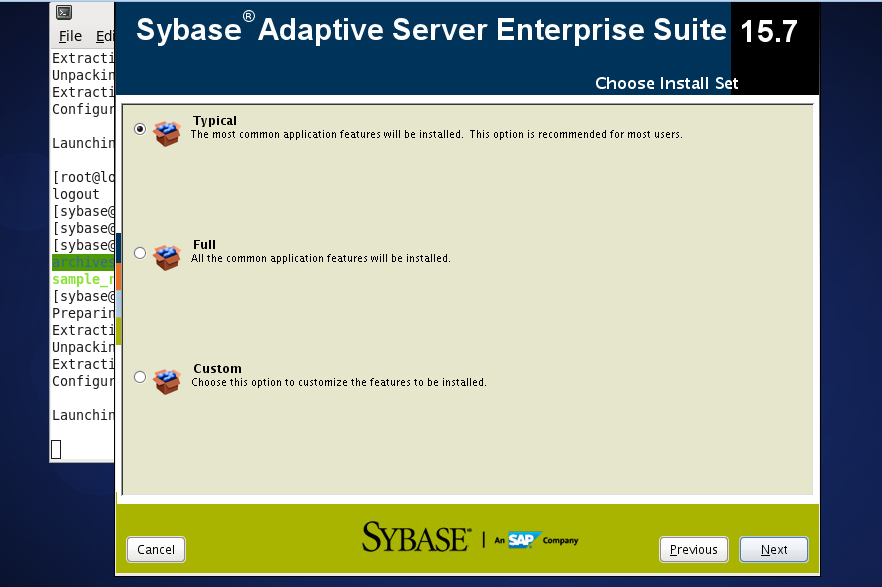 Sybase® Adaptive Server Enterprise Suite 15.7
Choose Install Set
File Edi
Extracti
Unpackin
Extracti
Configur
Launchin
[root@lo
logout
[sybase@
[sybase@
[sybase@
archives
sample_r
[sybase@
Preparin
Extracti
Unpackin
Extracti
Configur
Launchin
Typical
The most common application features will be installed. This option is recommended for most users.
Full
All the common application features will be installed.
Custom
Choose this option to customize the features to be installed.
SYBASE® | An SAP Company
Cancel
Previous
Next